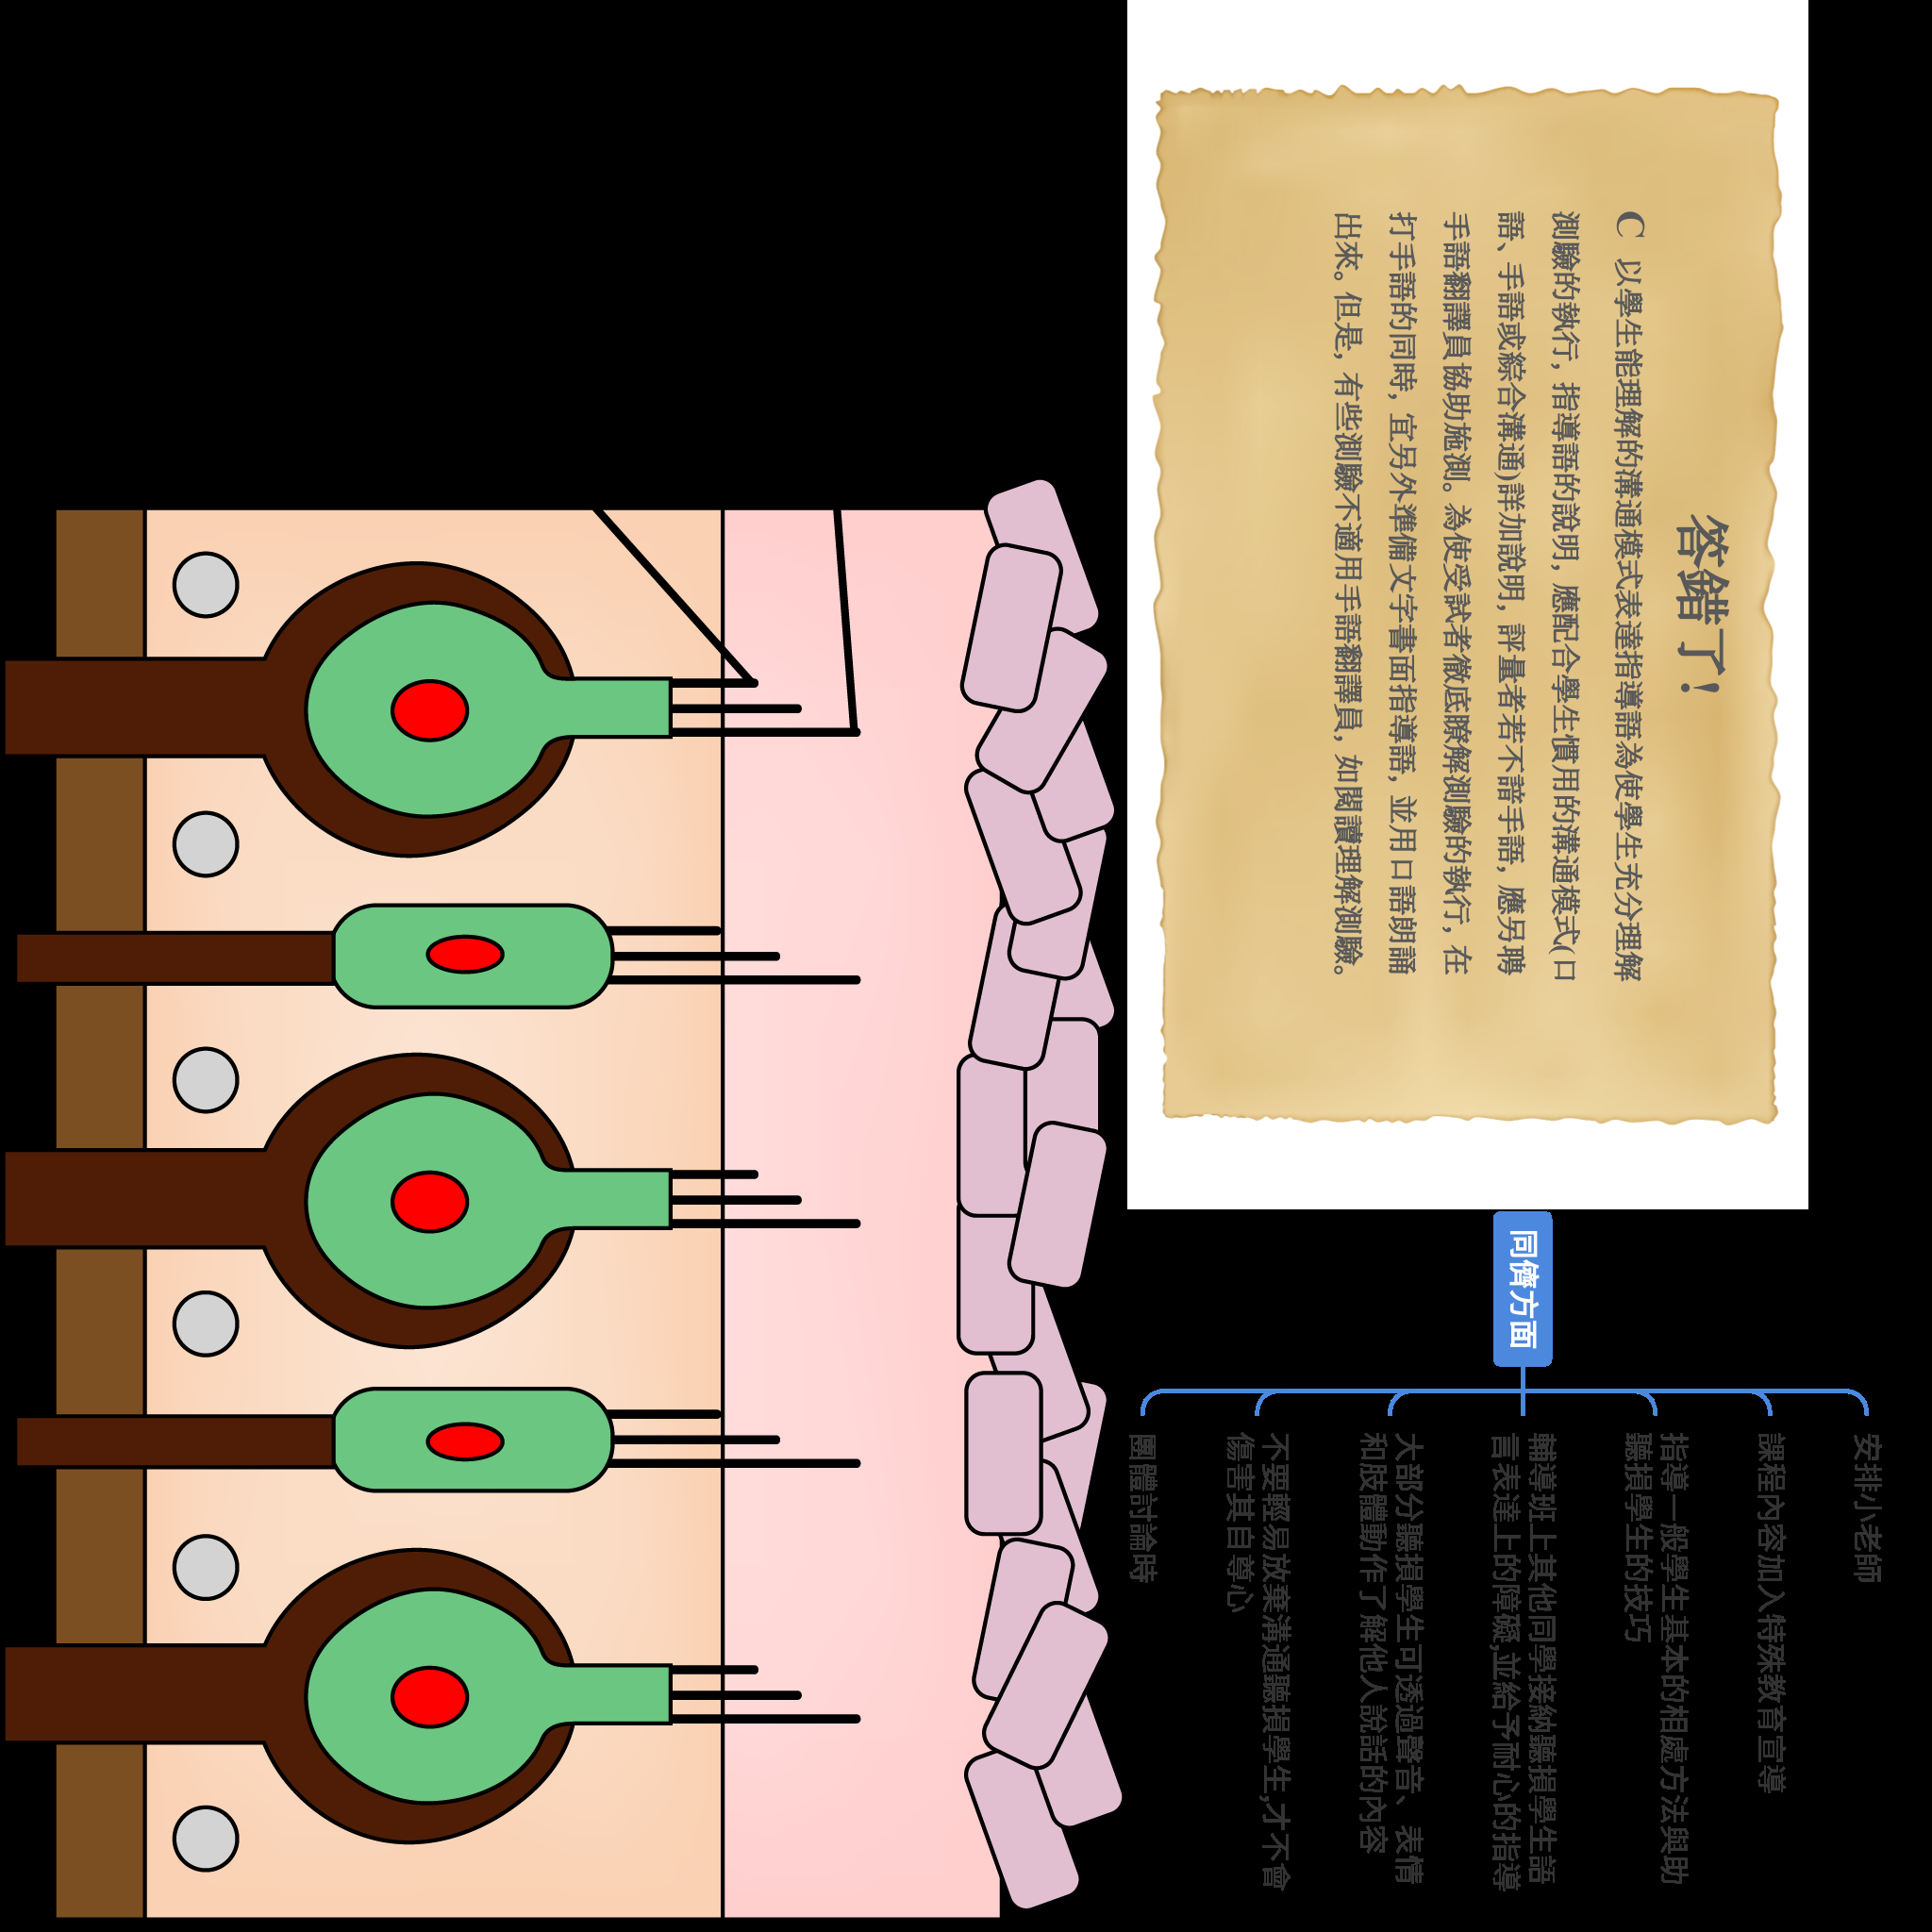 答錯了!
C 以學生能理解的溝通模式表達指導語為使學生充分理解
測驗的執行，指導語的說明，應配合學生慣用的溝通模式(口
語、手語或綜合溝通)詳加說明，評量者若不諳手語，應另聘
手語翻譯員協助施測。為使受試者徹底瞭解測驗的執行，在
打手語的同時，宜另外準備文字書面指導語，並用口語朗誦
出來。但是，有些測驗不適用手語翻譯員，如閱讀理解測驗。
同儕方面
安排小老師
課程內容加入特殊教育宣導
指導一般學生基本的相處方法與助
聽損學生的技巧
輔導班上其他同學接納聽損學生語
言表達上的障礙,並給予耐心的指導
大部分聽損學生可透過聲音、表情
和肢體動作了解他人說話的內容
不要輕易放棄溝通聽損學生,才不會
傷害其自尊心
團體討論時